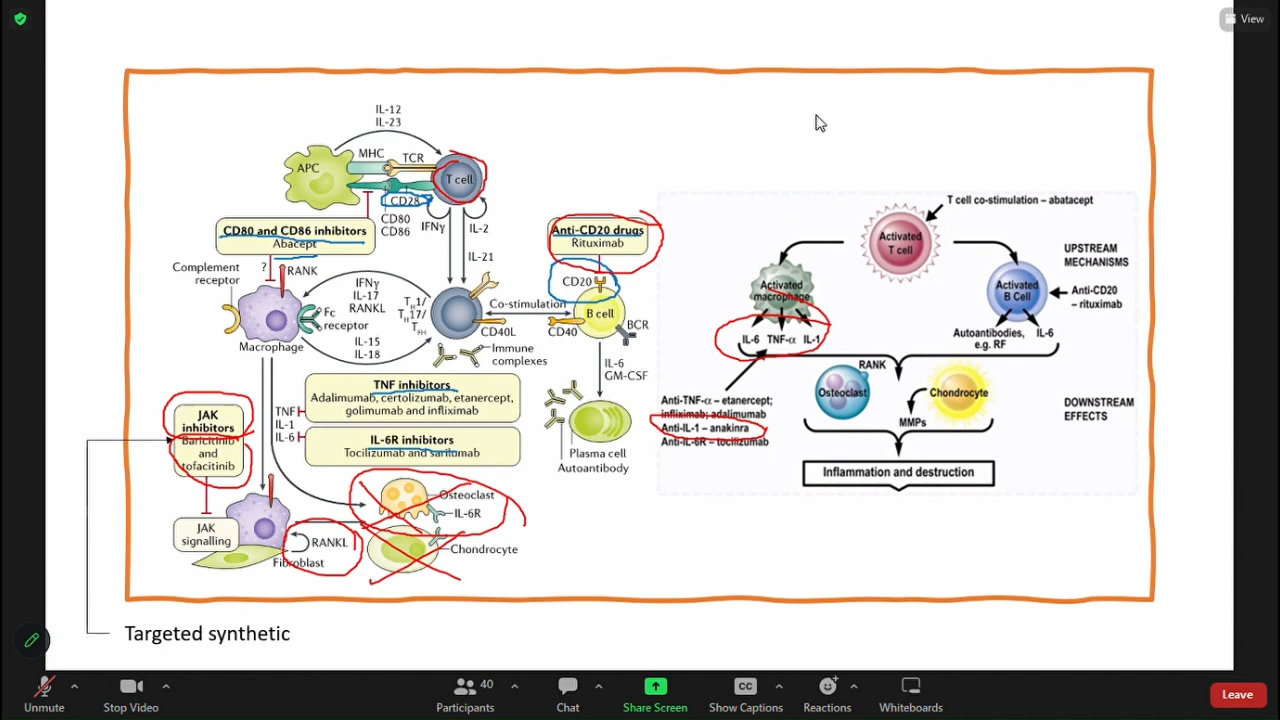 View
IL-12
IL-23
APC
MHC
TCR
T cell
CD28
CD80
CD86
IFNγ
IL-2
CD80 and CD86 inhibitors
Abacept
IL-21
Anti-CD20 drugs
Rituximab
Complement
receptor
?
RANK
CD20
IFNγ
IL-17
RANKL
TH1/
TH17/
TFH
Co-stimulation
B cell
Fc
receptor
CD40L
CD40
BCR
Macrophage
IL-15
IL-18
Immune
complexes
IL-6
GM-CSF
TNF inhibitors
Adalimumab, certolizumab, etanercept,
golimumab and infliximab
TNF
IL-1
IL-6
IL-6R inhibitors
Tocilizumab and sarilumab
JAK
inhibitors
Baricitinib
and
tofacitinib
Plasma cell
Autoantibody
Osteoclast
IL-6R
JAK
signalling
RANKL
Fibroblast
Chondrocyte
T cell co-stimulation – abatacept
Activated
T cell
UPSTREAM
MECHANISMS
Activated
macrophage
Activated
B Cell
Anti-CD20
– rituximab
IL-6 TNF-α IL-1
Autoantibodies,
e.g. RF
IL-6
RANK
Osteoclast
Chondrocyte
Anti-TNF-α – etanercept;
infliximab; adalimumab
Anti-IL-1 – anakinra
Anti-IL-6R – tocilizumab
MMPs
DOWNSTREAM
EFFECTS
Inflammation and destruction
Targeted synthetic
Unmute
Stop Video
40
Participants
Chat
Share Screen
CC
Show Captions
Reactions
Whiteboards
Leave